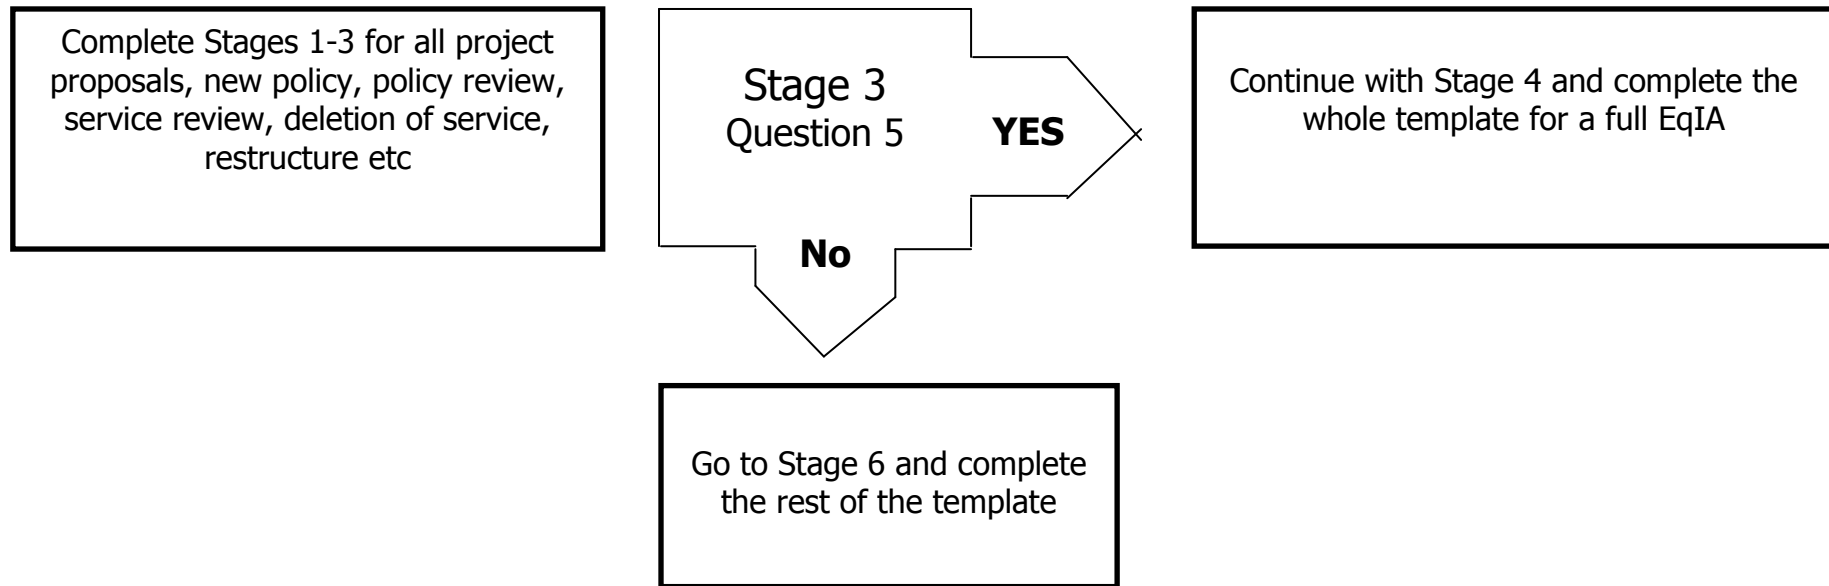 Complete Stages 1-3 for all project
proposals, new policy, policy review,
service review, deletion of service,
restructure etc
Stage 3
Question 5
YES
No
Continue with Stage 4 and complete the
whole template for a full EqIA
Go to Stage 6 and complete
the rest of the template